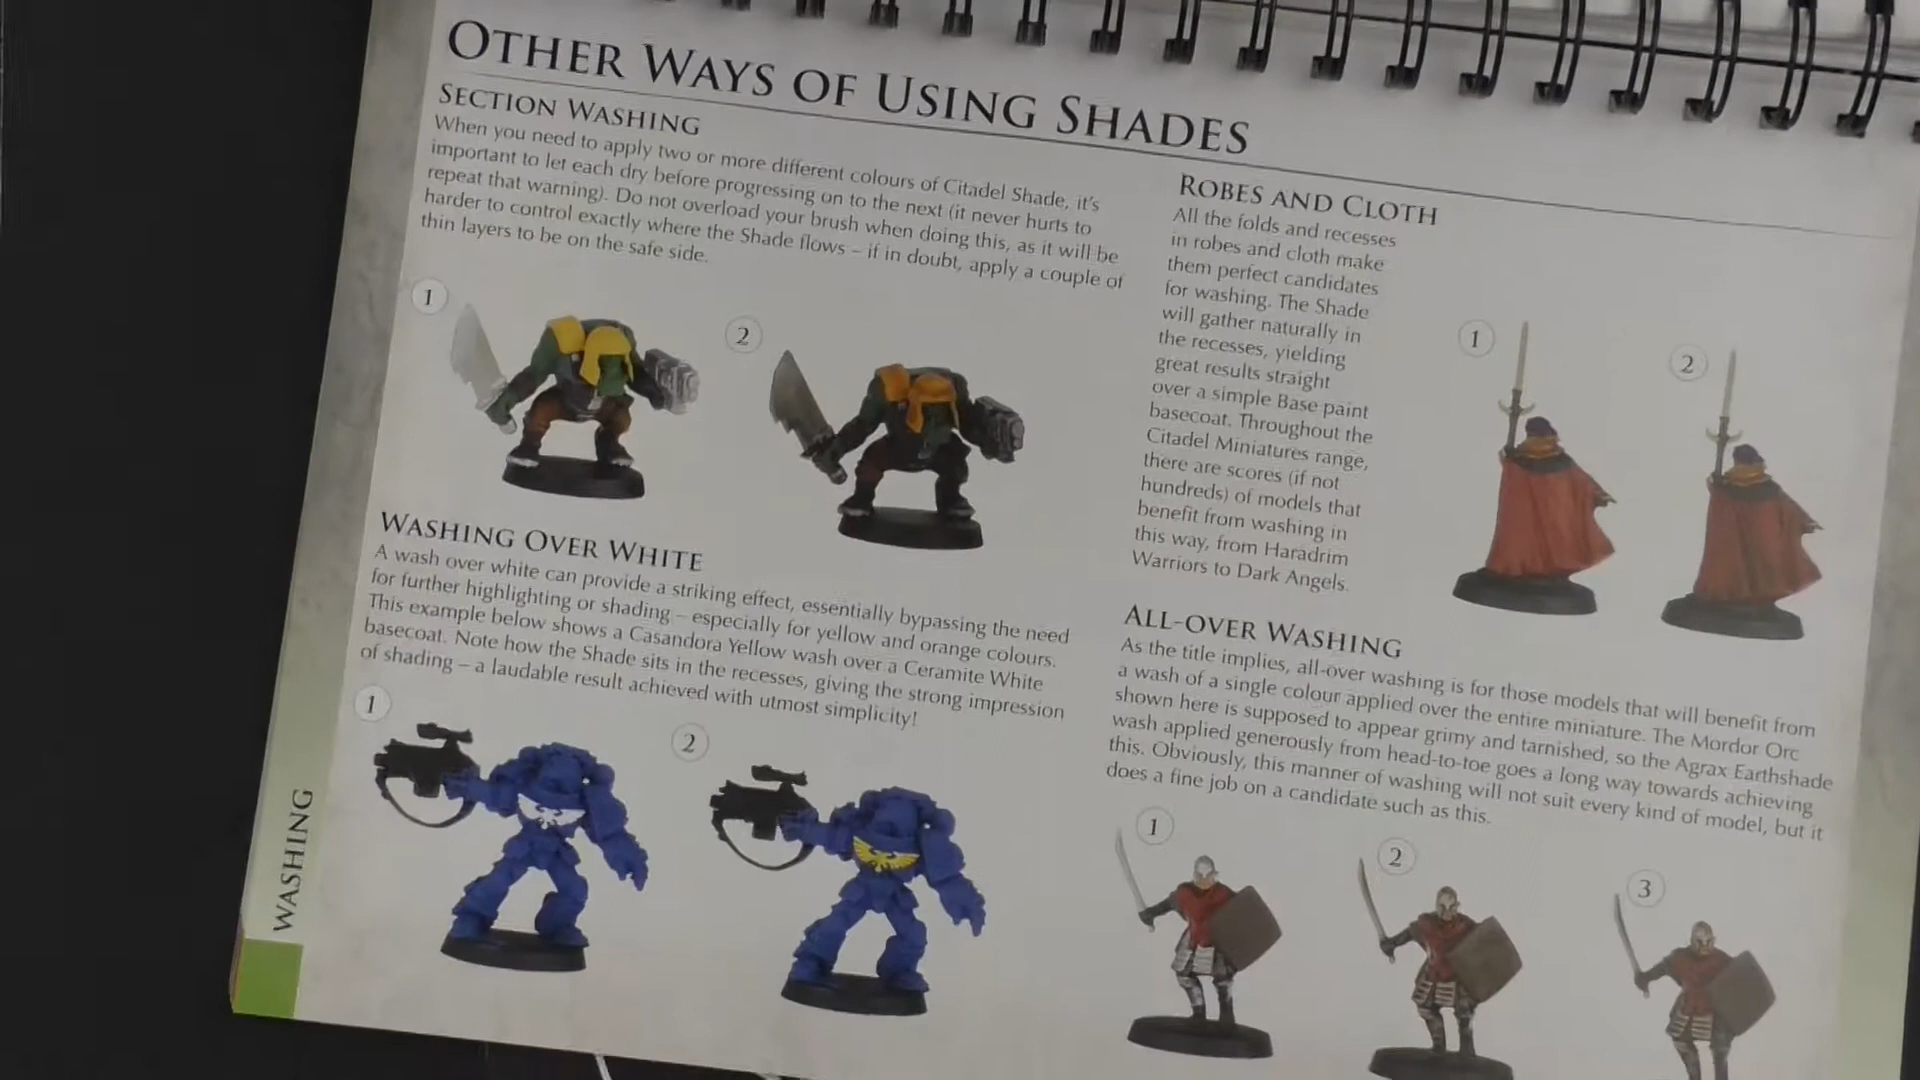 OTHER WAYS OF USING SHADES
SECTION WASHING
When you need to apply two or more different colours of Citadel Shade, it's
important to let each dry before progressing on to the next (it never hurts to
repeat that warning). Do not overload your brush when doing this, as it will be
harder to control exactly where the Shade flows – if in doubt, apply a couple of
thin layers to be on the safe side.
1
2
WASHING OVER WHITE
A wash over white can provide a striking effect, essentially bypassing the need
for further highlighting or shading – especially for yellow and orange colours.
This example below shows a Casandora Yellow wash over a Ceramite White
basecoat. Note how the Shade sits in the recesses, giving the strong impression
of shading – a laudable result achieved with utmost simplicity!
1
2
ROBES AND CLOTH
All the folds and recesses
in robes and cloth make
them perfect candidates
for washing. The Shade
will gather naturally in
the recesses, yielding
great results straight
over a simple Base paint
basecoat. Throughout the
Citadel Miniatures range,
there are scores (if not
hundreds) of models that
benefit from washing in
this way, from Haradrim
Warriors to Dark Angels.
1
2
ALL-OVER WASHING
As the title implies, all-over washing is for those models that will benefit from
a wash of a single colour applied over the entire miniature. The Mordor Orc
shown here is supposed to appear grimy and tarnished, so the Agrax Earthshade
wash applied generously from head-to-toe goes a long way towards achieving
this. Obviously, this manner of washing will not suit every kind of model, but it
does a fine job on a candidate such as this.
1
2
3
WASHING